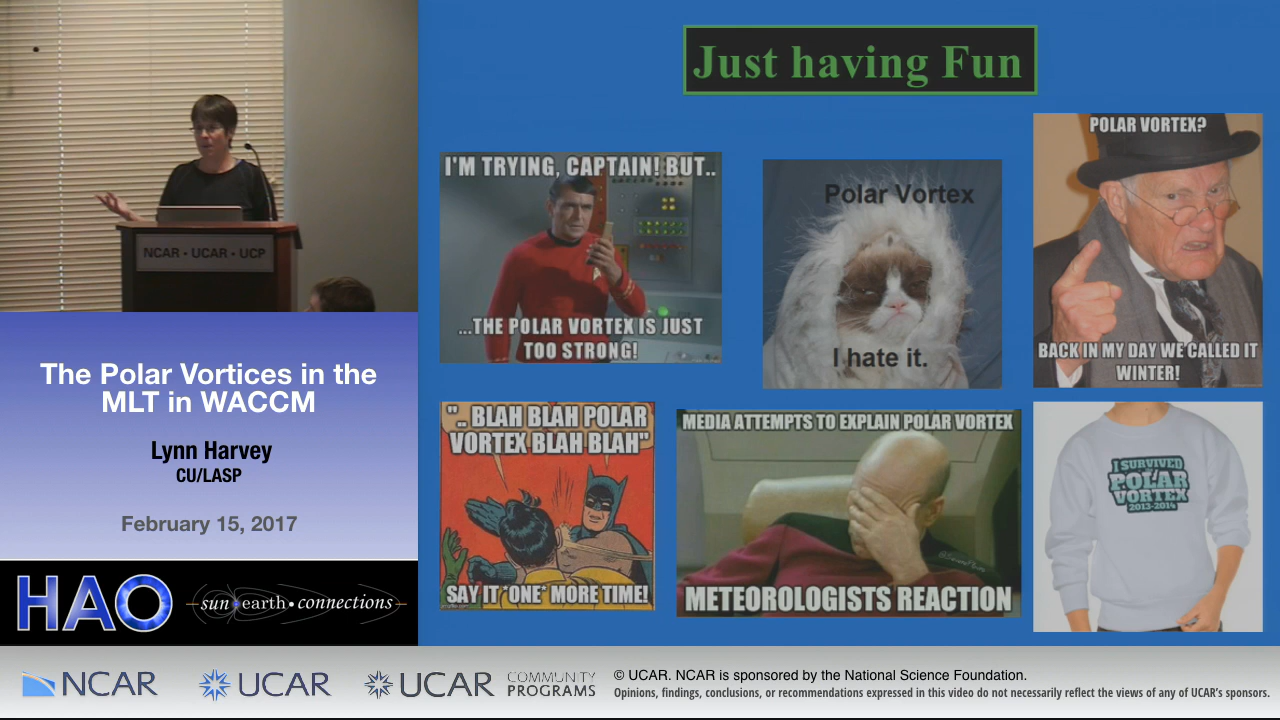 NCAR • UCAR • UCP
The Polar Vortices in the
MLT in WACCM
Lynn Harvey
CU/LASP
February 15, 2017
HAO
sun•earth•connections
Just having Fun
I'M TRYING, CAPTAIN! BUT..
...THE POLAR VORTEX IS JUST
TOO STRONG!
Polar Vortex
I hate it.
POLAR VORTEX?
BACK IN MY DAY WE CALLED IT
WINTER!
".. BLAH BLAH POLAR
VORTEX BLAH BLAH"
SAY IT *ONE* MORE TIME!
MEDIA ATTEMPTS TO EXPLAIN POLAR VORTEX
METEOROLOGISTS REACTION
I SURVIVED
POLAR
VORTEX
2013-2014
NCAR
UCAR
UCAR
COMMUNITY
PROGRAMS
© UCAR. NCAR is sponsored by the National Science Foundation.
Opinions, findings, conclusions, or recommendations expressed in this video do not necessarily reflect the views of any of UCAR's sponsors.